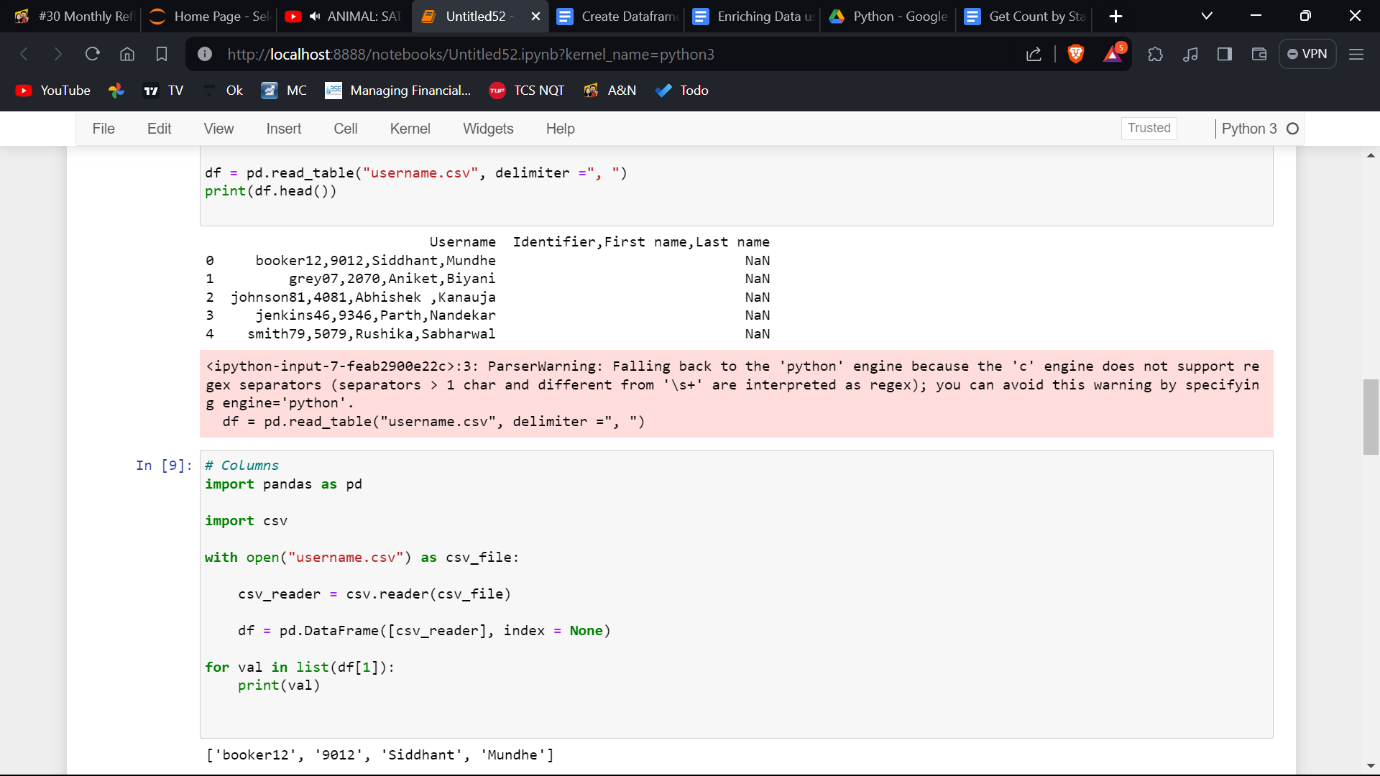 #30 Monthly Ref
Home Page - Sel
ANIMAL: SAT
Untitled52 -
Create Datafram
Enriching Data u
Python - Google
Get Count by Sta
http://localhost:8888/notebooks/Untitled52.ipynb?kernel_name=python3
5
VPN
YouTube
TV
Ok
MC
Managing Financial...
TCS NQT
A&N
Todo
File Edit View Insert Cell Kernel Widgets Help
Trusted
Python 3
df = pd.read_table("username.csv", delimiter =", ")
print(df.head())
Username  Identifier,First name,Last name
0 booker12,9012,Siddhant,Mundhe NaN
1 grey07,2070,Aniket,Biyani NaN
2 johnson81,4081,Abhishek ,Kanauja NaN
3 jenkins46,9346,Parth,Nandekar NaN
4 smith79,5079,Rushika,Sabharwal NaN
<ipython-input-7-feab2900e22c>:3: ParserWarning: Falling back to the 'python' engine because the 'c' engine does not support re
gex separators (separators > 1 char and different from '\s+' are interpreted as regex); you can avoid this warning by specifyin
g engine='python'.
df = pd.read_table("username.csv", delimiter =", ")
In [9]:
# Columns
import pandas as pd
import csv
with open("username.csv") as csv_file:
csv_reader = csv.reader(csv_file)
df = pd.DataFrame([csv_reader], index = None)
for val in list(df[1]):
print(val)
['booker12', '9012', 'Siddhant', 'Mundhe']